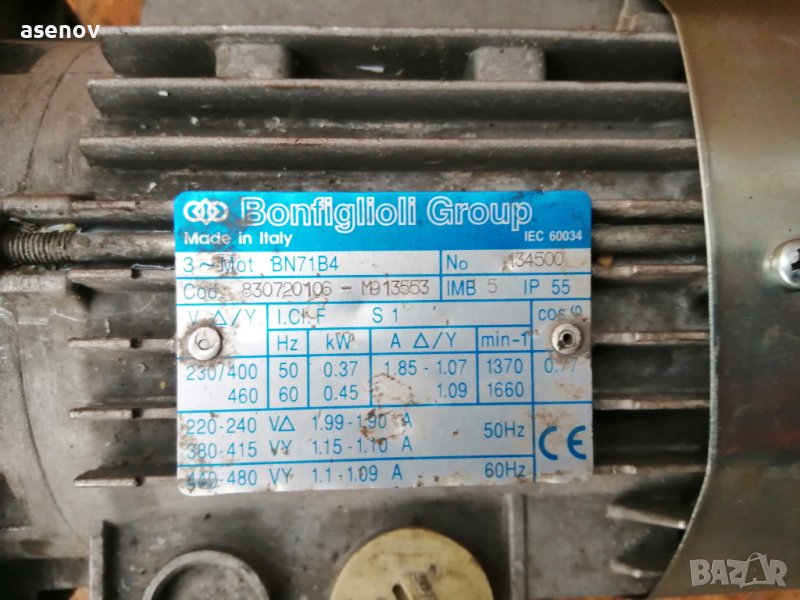 asenov
Bonfiglioli Group
Made in Italy IEC 60034
3 ~ Mot BN71B4 No 134500
Cod. 830720106 - M913553 IMB 5 IP 55
V Δ/Y I.Cl. F S 1 cos φ
Hz kW A Δ/Y min-1
230/400 50 0.37 1.85 - 1.07 1370 0.77
460 60 0.45 1.09 1660
220-240 VΔ 1.99-1.90 A 50Hz
380-415 VY 1.15-1.10 A
440-480 VY 1.1-1.09 A 60Hz
CE
BAZAR